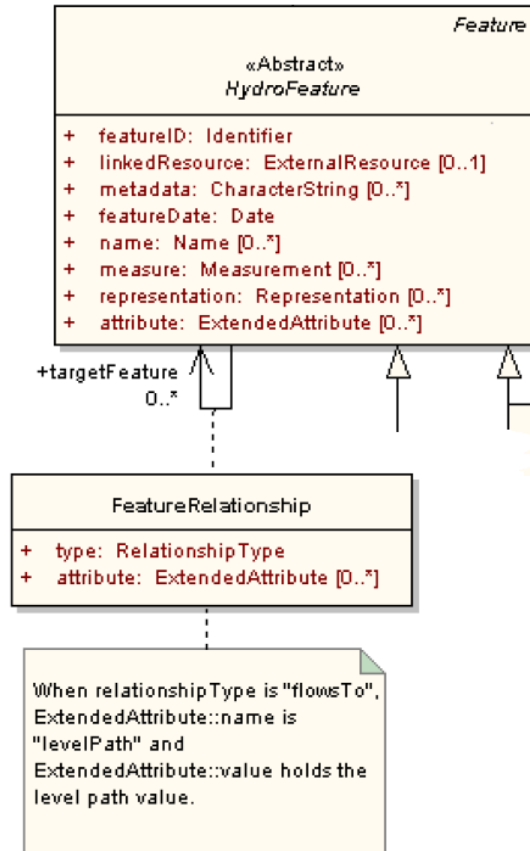 Feature
«Abstract»
HydroFeature
+ featureID: Identifier
+ linkedResource: ExternalResource [0..1]
+ metadata: CharacterString [0..*]
+ featureDate: Date
+ name: Name [0..*]
+ measure: Measurement [0..*]
+ representation: Representation [0..*]
+ attribute: ExtendedAttribute [0..*]
+targetFeature
0..*
FeatureRelationship
+ type: RelationshipType
+ attribute: ExtendedAttribute [0..*]
When relationshipType is "flowsTo",
ExtendedAttribute::name is
"levelPath" and
ExtendedAttribute::value holds the
level path value.